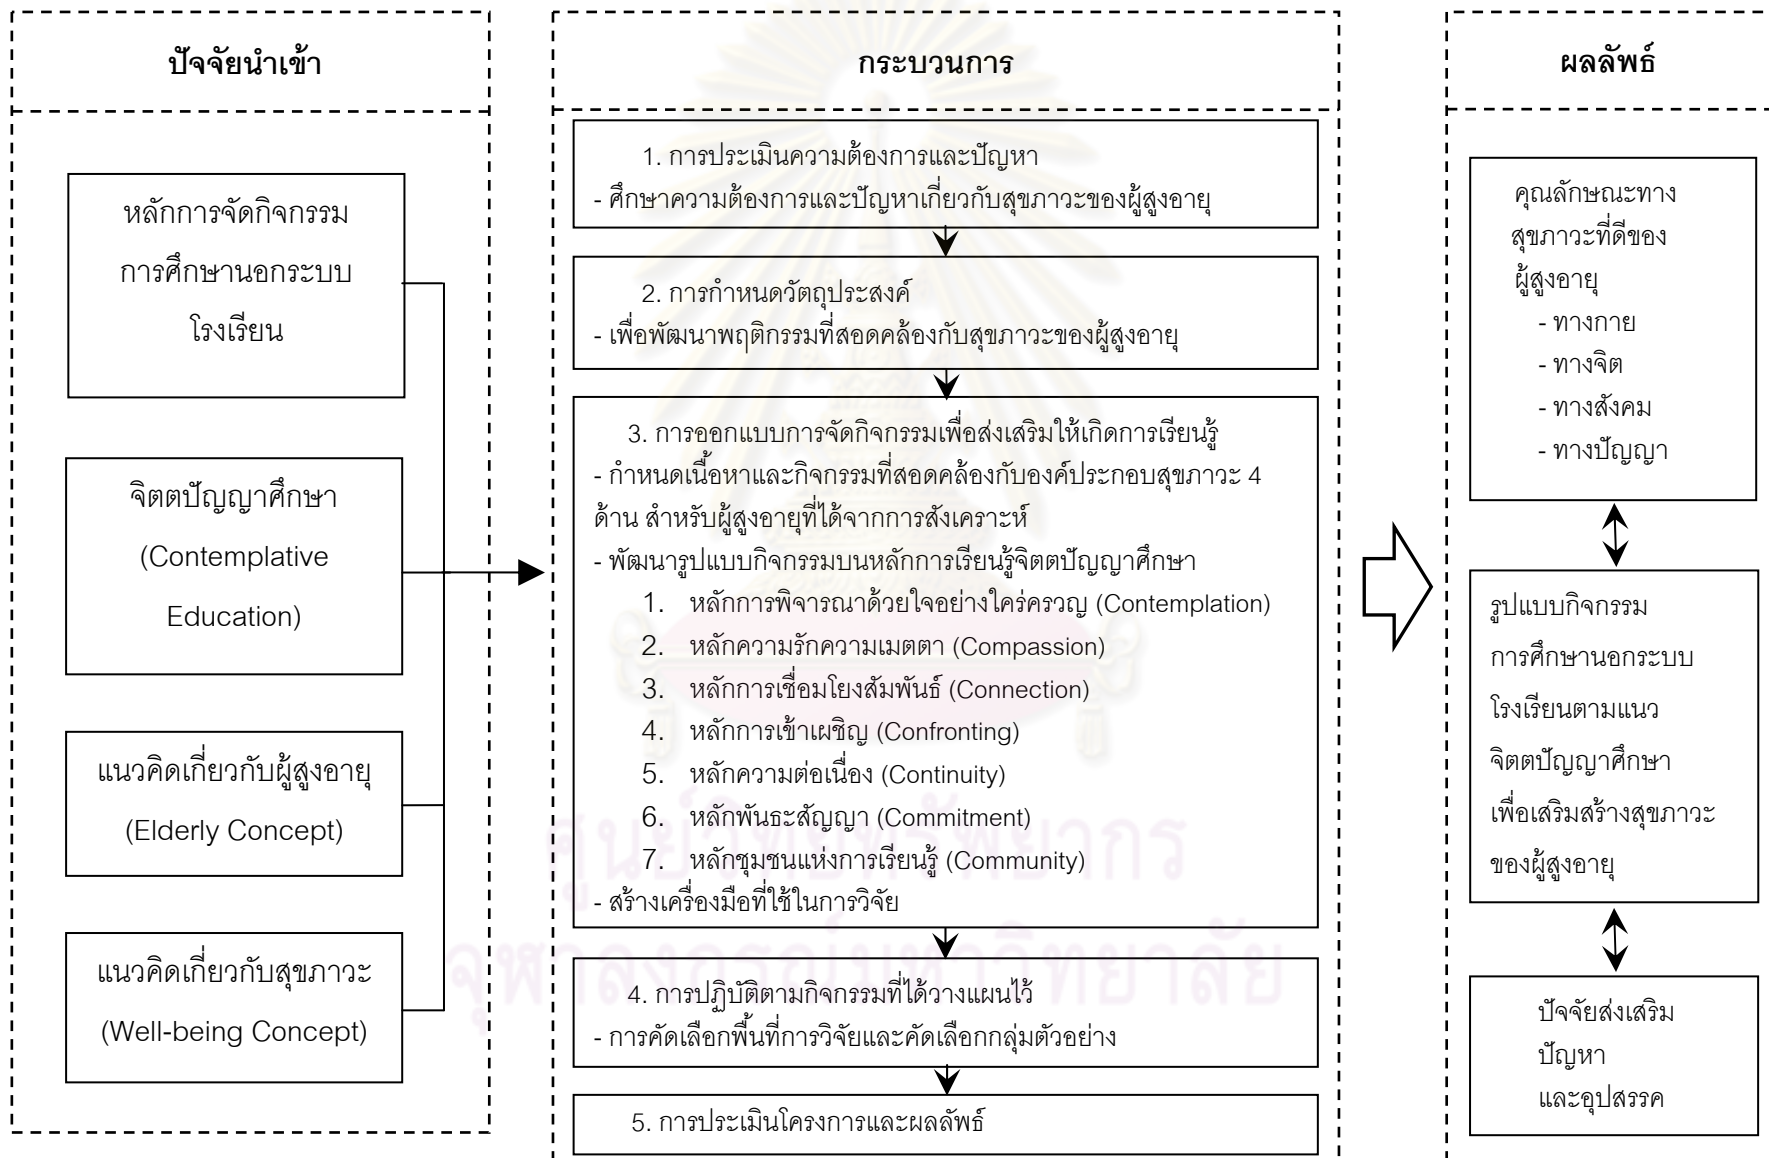 ปัจจัยนำเข้า
หลักการจัดกิจกรรม
การศึกษานอกระบบ
โรงเรียน
จิตตปัญญาศึกษา
(Contemplative
Education)
แนวคิดเกี่ยวกับผู้สูงอายุ
(Elderly Concept)
แนวคิดเกี่ยวกับสุขภาวะ
(Well-being Concept)
กระบวนการ
1. การประเมินความต้องการและปัญหา
- ศึกษาความต้องการและปัญหาเกี่ยวกับสุขภาวะของผู้สูงอายุ
2. การกำหนดวัตถุประสงค์
- เพื่อพัฒนาพฤติกรรมที่สอดคล้องกับสุขภาวะของผู้สูงอายุ
3. การออกแบบการจัดกิจกรรมเพื่อส่งเสริมให้เกิดการเรียนรู้
- กำหนดเนื้อหาและกิจกรรมที่สอดคล้องกับองค์ประกอบสุขภาวะ 4
ด้าน สำหรับผู้สูงอายุที่ได้จากการสังเคราะห์
- พัฒนารูปแบบกิจกรรมบนหลักการเรียนรู้จิตตปัญญาศึกษา
1. หลักการพิจารณาด้วยใจอย่างใคร่ครวญ (Contemplation)
2. หลักความรักความเมตตา (Compassion)
3. หลักการเชื่อมโยงสัมพันธ์ (Connection)
4. หลักการเข้าเผชิญ (Confronting)
5. หลักความต่อเนื่อง (Continuity)
6. หลักพันธะสัญญา (Commitment)
7. หลักชุมชนแห่งการเรียนรู้ (Community)
- สร้างเครื่องมือที่ใช้ในการวิจัย
4. การปฏิบัติตามกิจกรรมที่ได้วางแผนไว้
- การคัดเลือกพื้นที่การวิจัยและคัดเลือกกลุ่มตัวอย่าง
5. การประเมินโครงการและผลลัพธ์
ผลลัพธ์
คุณลักษณะทาง
สุขภาวะที่ดีของ
ผู้สูงอายุ
- ทางกาย
- ทางจิต
- ทางสังคม
- ทางปัญญา
รูปแบบกิจกรรม
การศึกษานอกระบบ
โรงเรียนตามแนว
จิตตปัญญาศึกษา
เพื่อเสริมสร้างสุขภาวะ
ของผู้สูงอายุ
ปัจจัยส่งเสริม
ปัญหา
และอุปสรรค
ศูนย์วิทยทรัพยากร
จุฬาลงกรณ์มหาวิทยาลัย